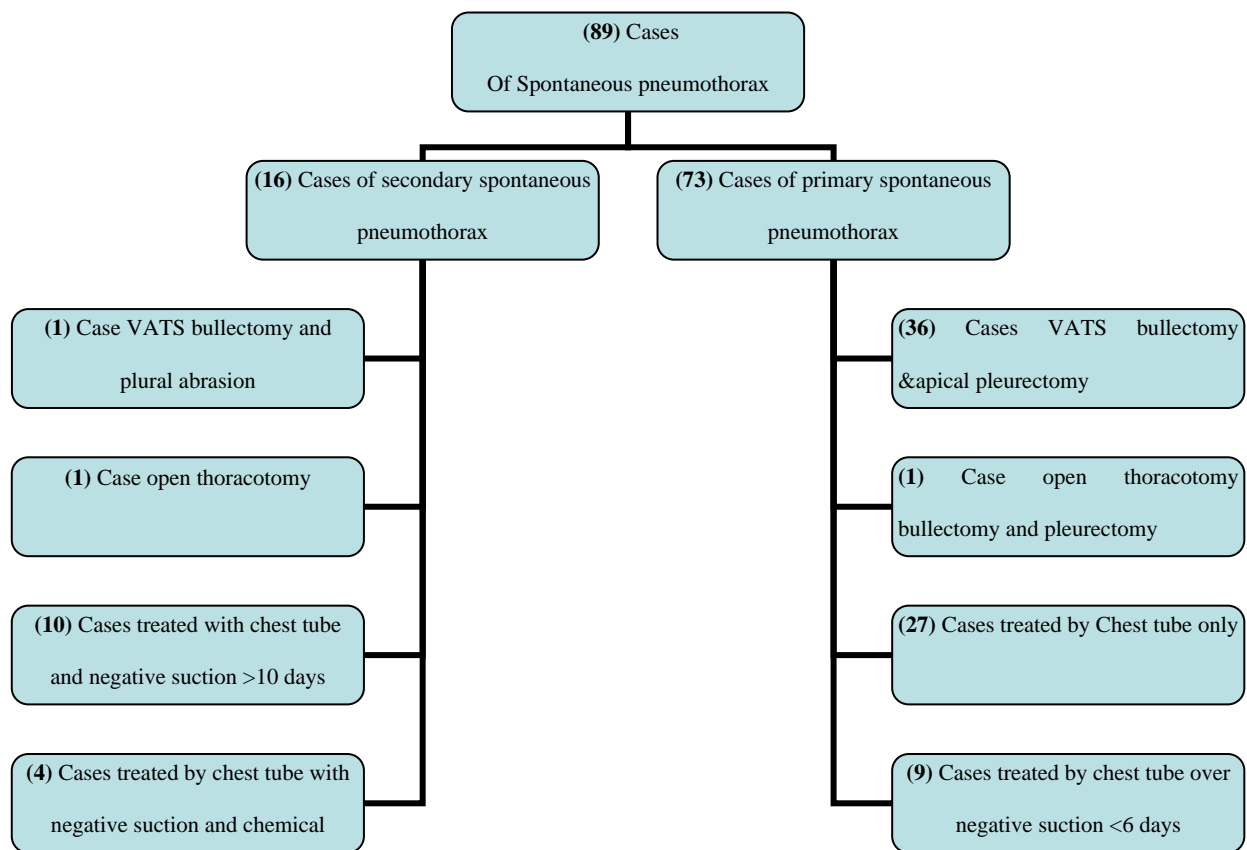 (89) Cases
Of Spontaneous pneumothorax
(16) Cases of secondary spontaneous
pneumothorax
(73) Cases of primary spontaneous
pneumothorax
(1) Case VATS bullectomy and
plural abrasion
(36) Cases VATS bullectomy
&apical pleurectomy
(1) Case open thoracotomy
(1) Case open thoracotomy
bullectomy and pleurectomy
(10) Cases treated with chest tube
and negative suction >10 days
(27) Cases treated by Chest tube only
(4) Cases treated by chest tube with
negative suction and chemical
(9) Cases treated by chest tube over
negative suction <6 days